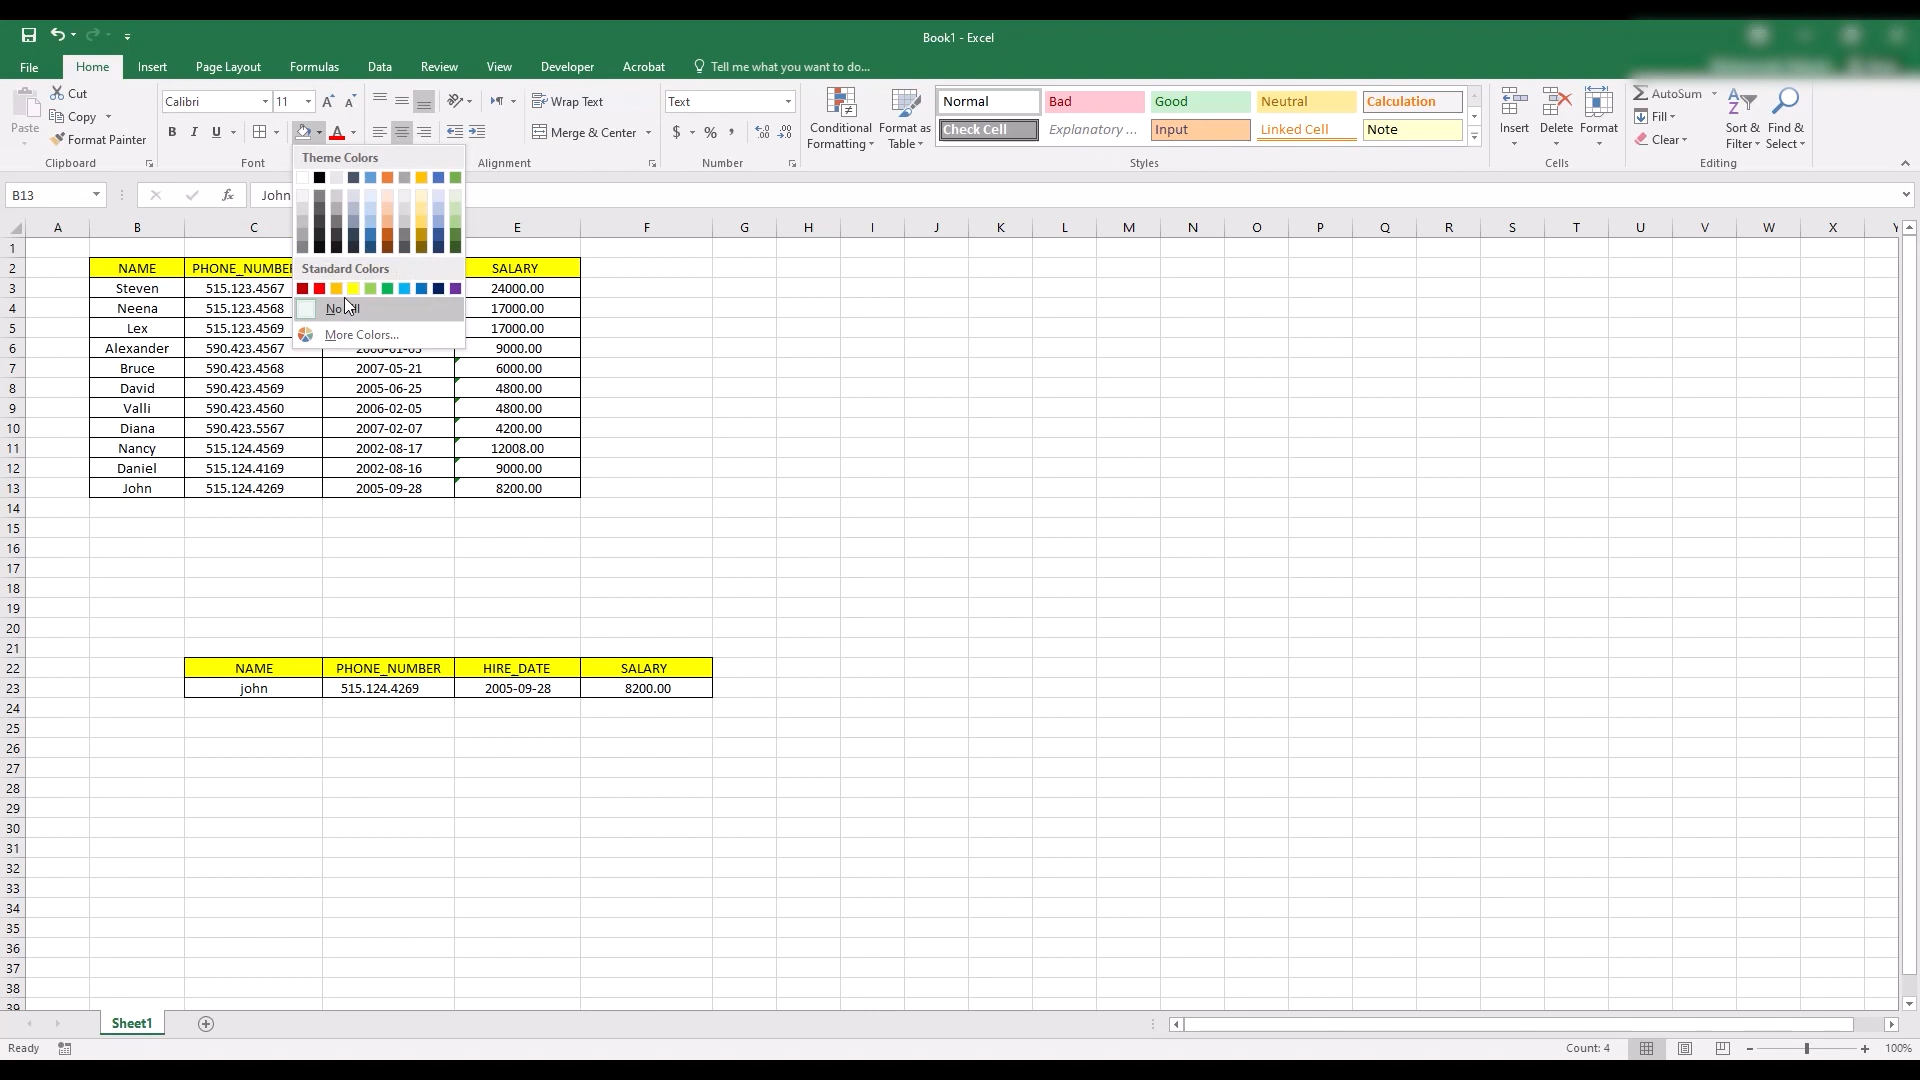 Book1 - Excel
File Home Insert Page Layout Formulas Data Review View Developer Acrobat Tell me what you want to do...
Paste Cut Copy Format Painter
Clipboard
Calibri 11
B I U A
Font
Wrap Text
Merge & Center
Alignment
Text
$ % ,
Number
Conditional Formatting
Format as Table
Normal Bad Good Neutral Calculation
Check Cell Explanatory ... Input Linked Cell Note
Styles
Insert Delete Format
Cells
AutoSum
Fill
Clear
Sort & Filter
Find & Select
Editing
Theme Colors
Standard Colors
More Colors...
B13 fx John
A B C E F G H I J K L M N O P Q R S T U V W X Y
1
2 NAME SALARY
3 Steven 515.123.4567 24000.00
4 Neena 515.123.4568 17000.00
5 Lex 515.123.4569 17000.00
6 Alexander 590.423.4567 9000.00
7 Bruce 590.423.4568 2007-05-21 6000.00
8 David 590.423.4569 2005-06-25 4800.00
9 Valli 590.423.4560 2006-02-05 4800.00
10 Diana 590.423.5567 2007-02-07 4200.00
11 Nancy 515.124.4569 2002-08-17 12008.00
12 Daniel 515.124.4169 2002-08-16 9000.00
13 John 515.124.4269 2005-09-28 8200.00
14
15
16
17
18
19
20
21
22 NAME PHONE_NUMBER HIRE_DATE SALARY
23 john 515.124.4269 2005-09-28 8200.00
24
25
26
27
28
29
30
31
32
33
34
35
36
37
38
39
Sheet1
Ready Count: 4 100%